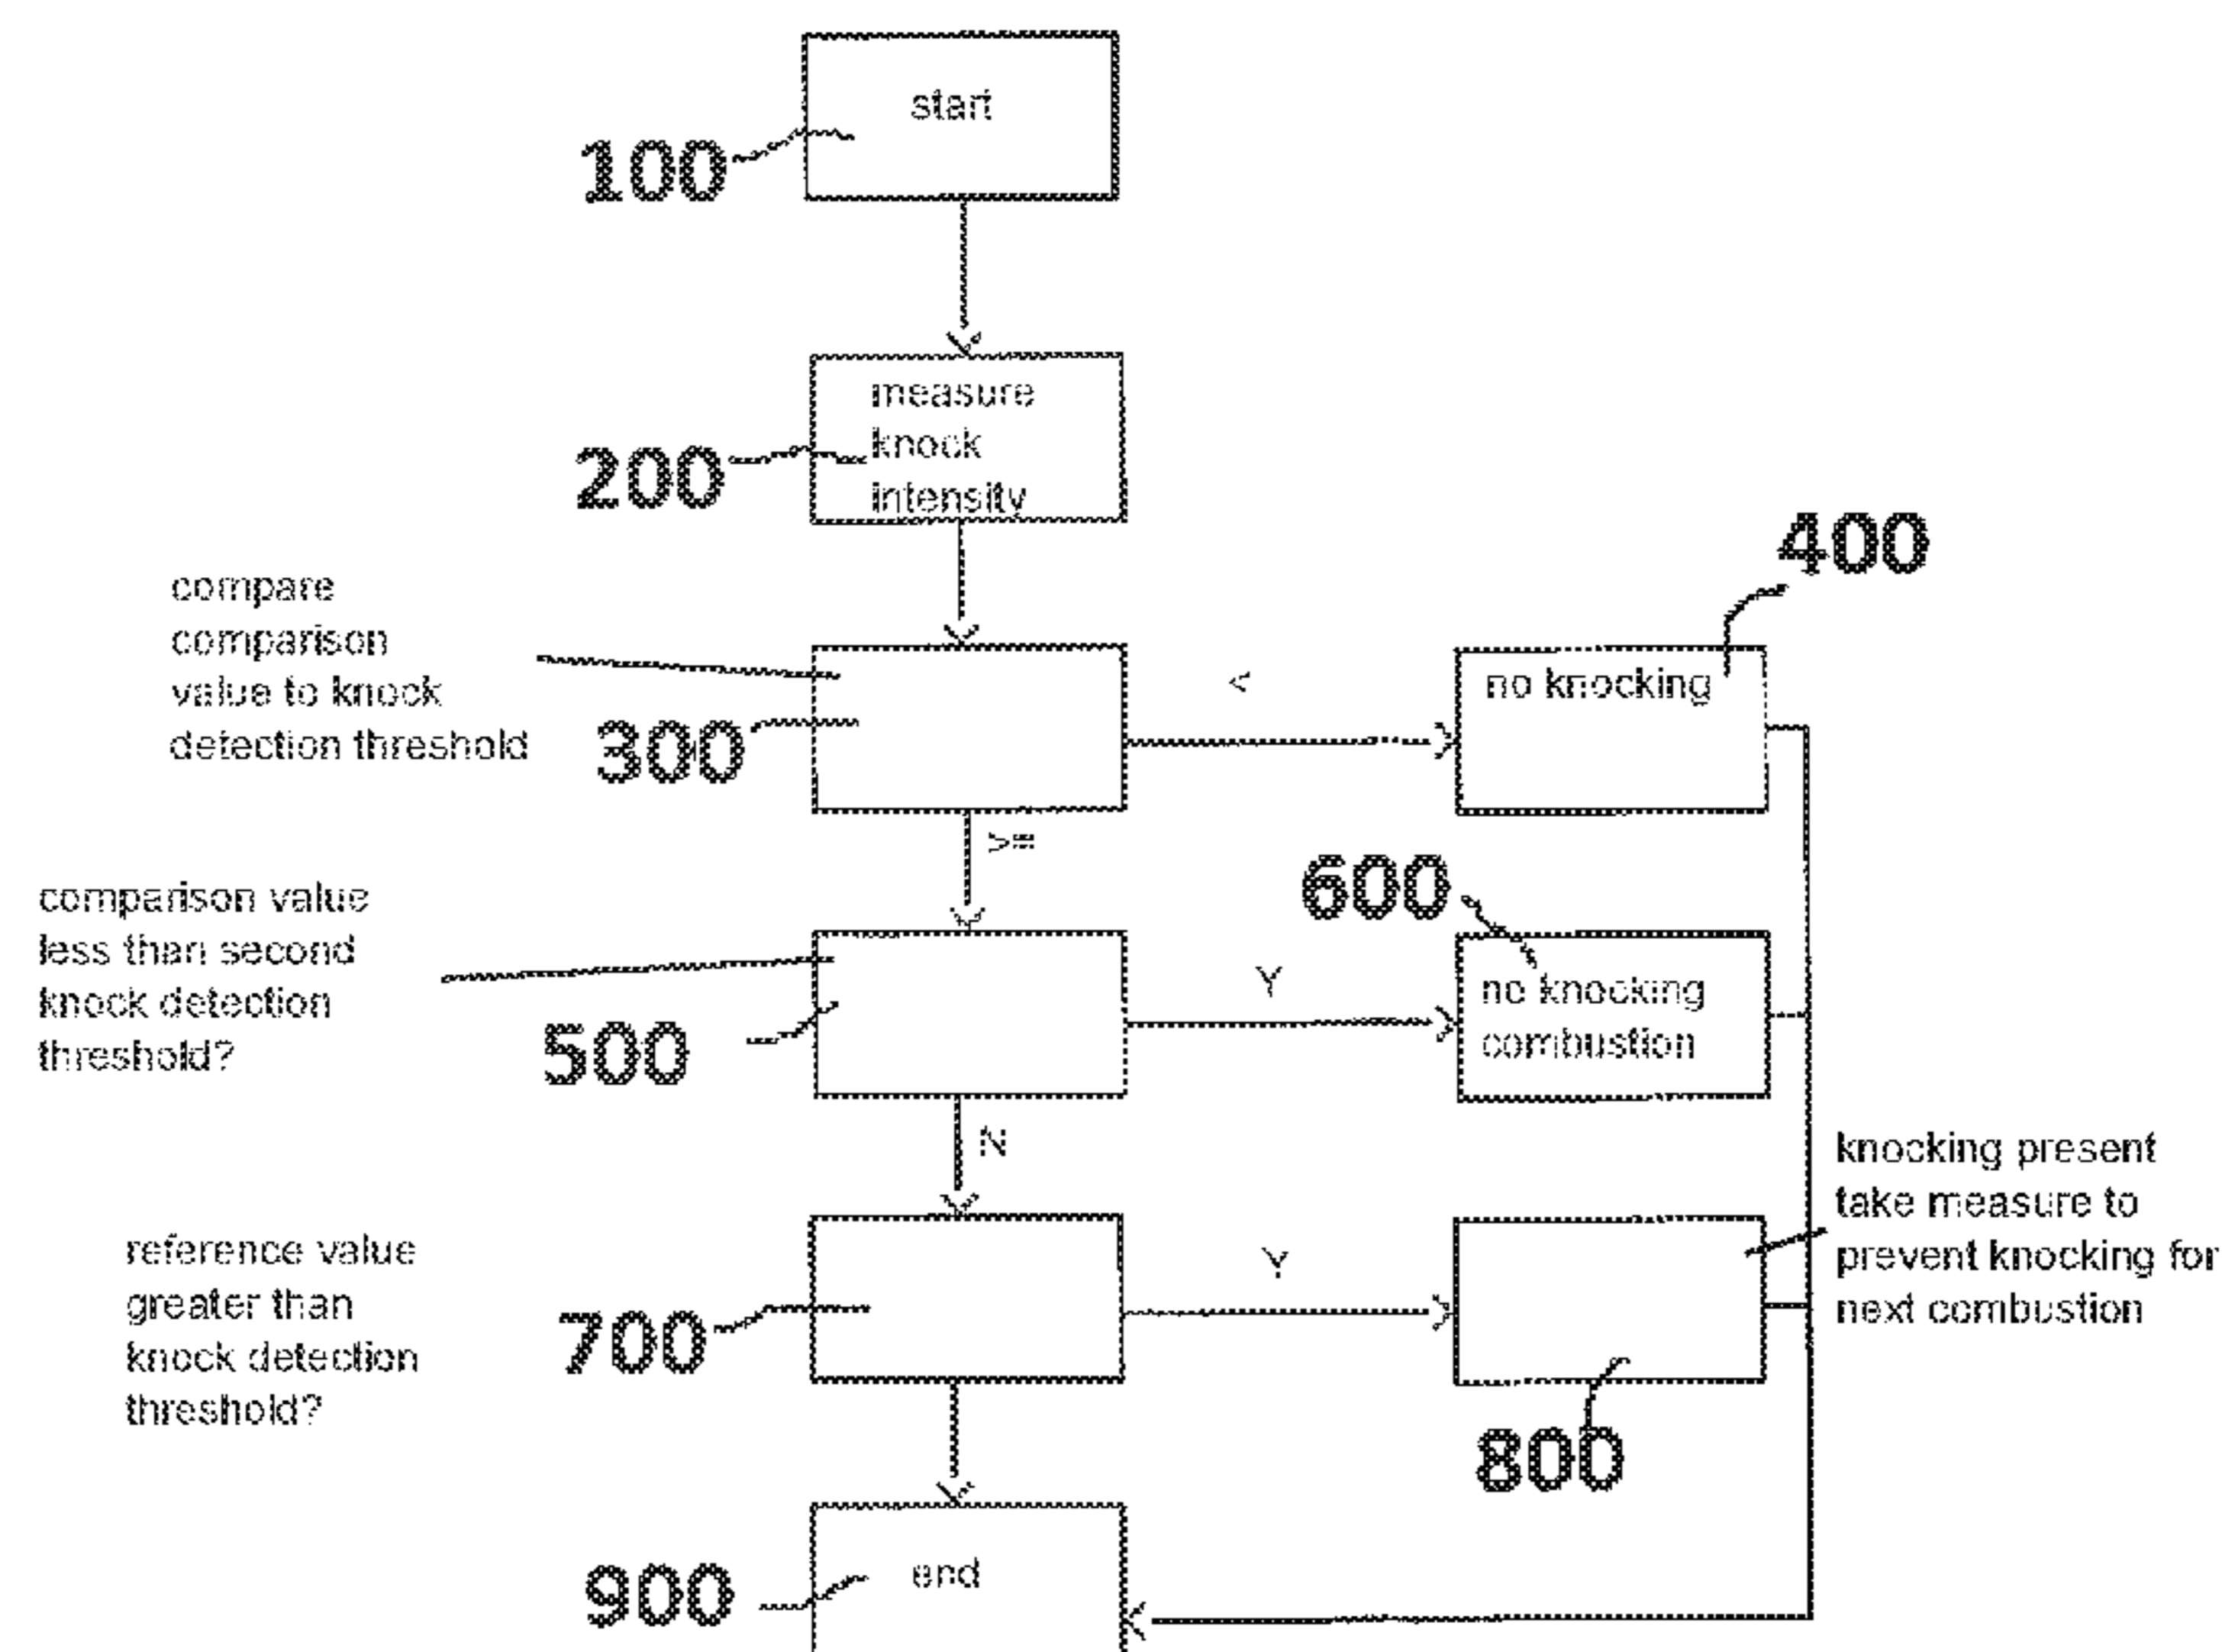 start
100
measure
knock
intensity
200
400
compare
comparison
value to knock
detection threshold
300
<
no knocking
>=
600
comparison value
less than second
knock detection
threshold?
500
Y
no knocking
combustion
N
knocking present
take measure to
prevent knocking for
next combustion
reference value
greater than
knock detection
threshold?
700
Y
800
end
900